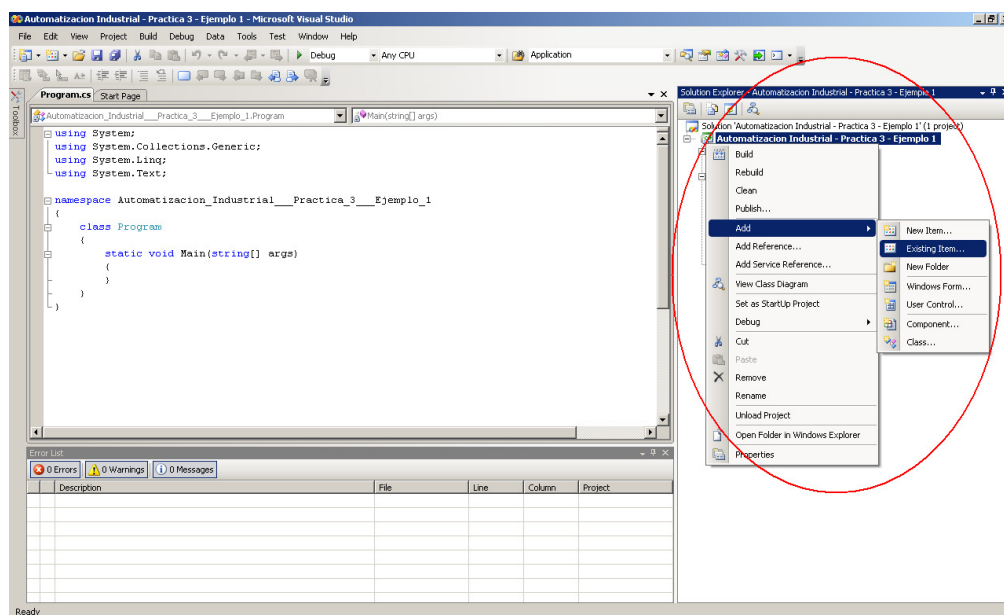 Automatizacion Industrial - Practica 3 - Ejemplo 1 - Microsoft Visual Studio
File Edit View Project Build Debug Data Tools Test Window Help
Debug Any CPU Application
Toolbox
Program.cs Start Page
Automatizacion_Industrial___Practica_3___Ejemplo_1.Program Main(string[] args)
using System;
using System.Collections.Generic;
using System.Linq;
using System.Text;
namespace Automatizacion_Industrial___Practica_3___Ejemplo_1
{
class Program
{
static void Main(string[] args)
{
}
}
}
Solution Explorer - Automatizacion Industrial - Practica 3 - Ejemplo 1
Solution 'Automatizacion Industrial - Practica 3 - Ejemplo 1' (1 project)
Automatizacion Industrial - Practica 3 - Ejemplo 1
Build
Rebuild
Clean
Publish...
Add
Add Reference...
Add Service Reference...
View Class Diagram
Set as StartUp Project
Debug
Cut
Paste
Remove
Rename
Unload Project
Open Folder in Windows Explorer
Properties
New Item...
Existing Item...
New Folder
Windows Form...
User Control...
Component...
Class...
Error List
0 Errors 0 Warnings 0 Messages
Description File Line Column Project
Ready